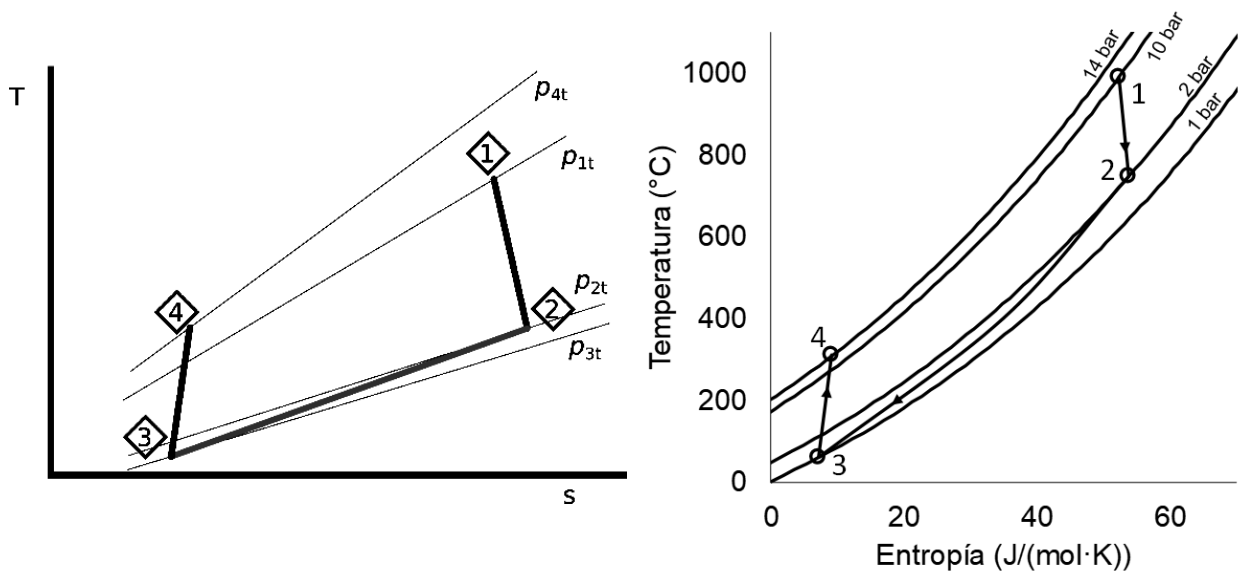 T
p4t
1
p1t
4
p2t
2
p3t
3
s
Temperatura (°C)
1000
800
600
400
200
0
14 bar
10 bar
2 bar
1 bar
1
2
4
3
0
20
40
60
Entropía (J/(mol·K))